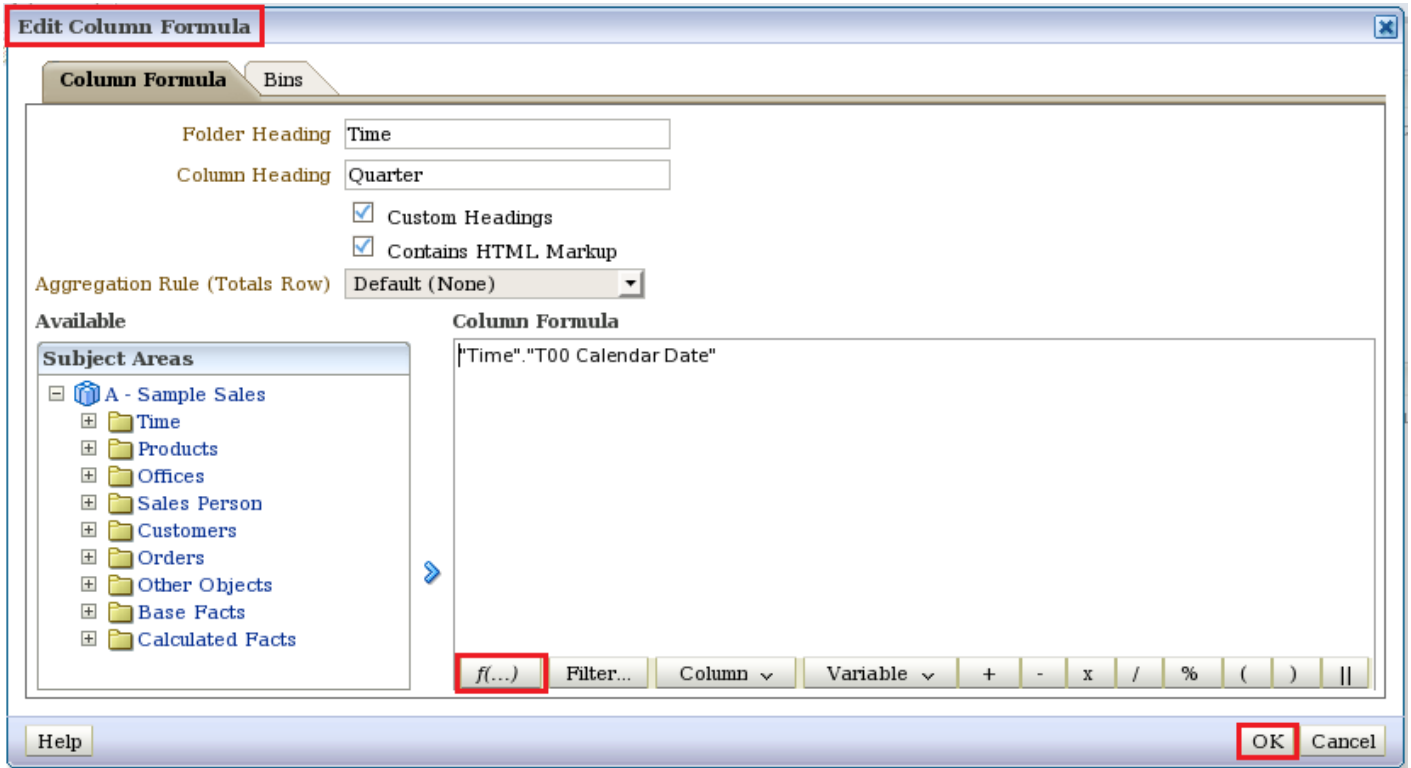 Edit Column Formula
Column Formula Bins
Folder Heading Time
Column Heading Quarter
Custom Headings
Contains HTML Markup
Aggregation Rule (Totals Row) Default (None)
Available Column Formula
Subject Areas
"Time"."T00 Calendar Date"
A - Sample Sales
Time
Products
Offices
Sales Person
Customers
Orders
Other Objects
Base Facts
Calculated Facts
f(...) Filter... Column Variable + - x / % ( ) ||
Help OK Cancel